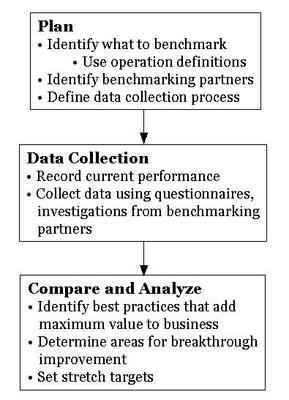 Plan
• Identify what to benchmark
• Use operation definitions
• Identify benchmarking partners
• Define data collection process
Data Collection
• Record current performance
• Collect data using questionnaires,
investigations from benchmarking
partners
Compare and Analyze
• Identify best practices that add
maximum value to business
• Determine areas for breakthrough
improvement
• Set stretch targets